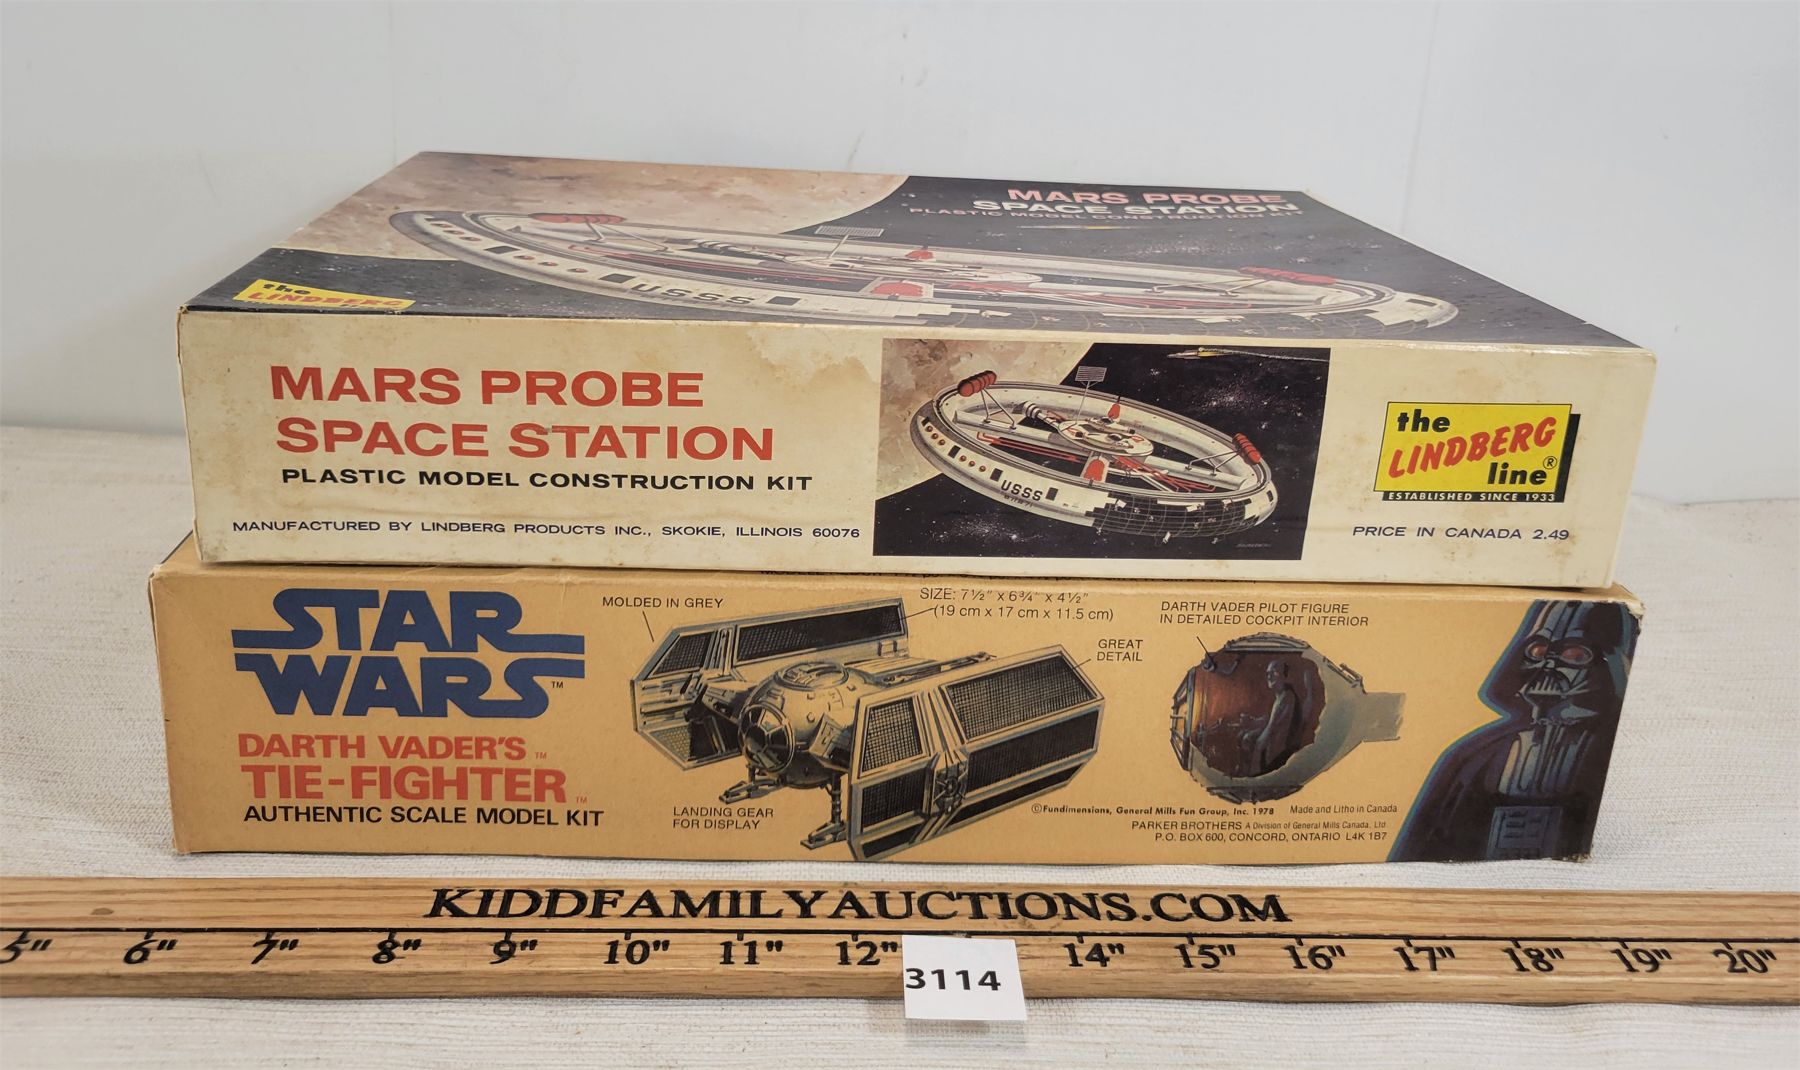 MARS PROBE
SPACE STATION
PLASTIC MODEL CONSTRUCTION KIT
the
LINDBERG
USSS
MARS PROBE
SPACE STATION
PLASTIC MODEL CONSTRUCTION KIT
MANUFACTURED BY LINDBERG PRODUCTS INC., SKOKIE, ILLINOIS 60076
USSS
the
LINDBERG
line®
ESTABLISHED SINCE 1933
PRICE IN CANADA 2.49
STAR
WARS™
DARTH VADER'S™
TIE-FIGHTER™
AUTHENTIC SCALE MODEL KIT
MOLDED IN GREY
SIZE: 7½" x 6¾" x 4½"
(19 cm x 17 cm x 11.5 cm)
GREAT
DETAIL
LANDING GEAR
FOR DISPLAY
DARTH VADER PILOT FIGURE
IN DETAILED COCKPIT INTERIOR
©Fundimensions, General Mills Fun Group, Inc. 1978 Made and Litho in Canada
PARKER BROTHERS A Division of General Mills Canada, Ltd.
P.O. BOX 600, CONCORD, ONTARIO L4K 1B7
KIDDFAMILYAUCTIONS.COM
5" 6" 7" 8" 9" 10" 11" 12" 14" 15" 16" 17" 18" 19" 20"
3114